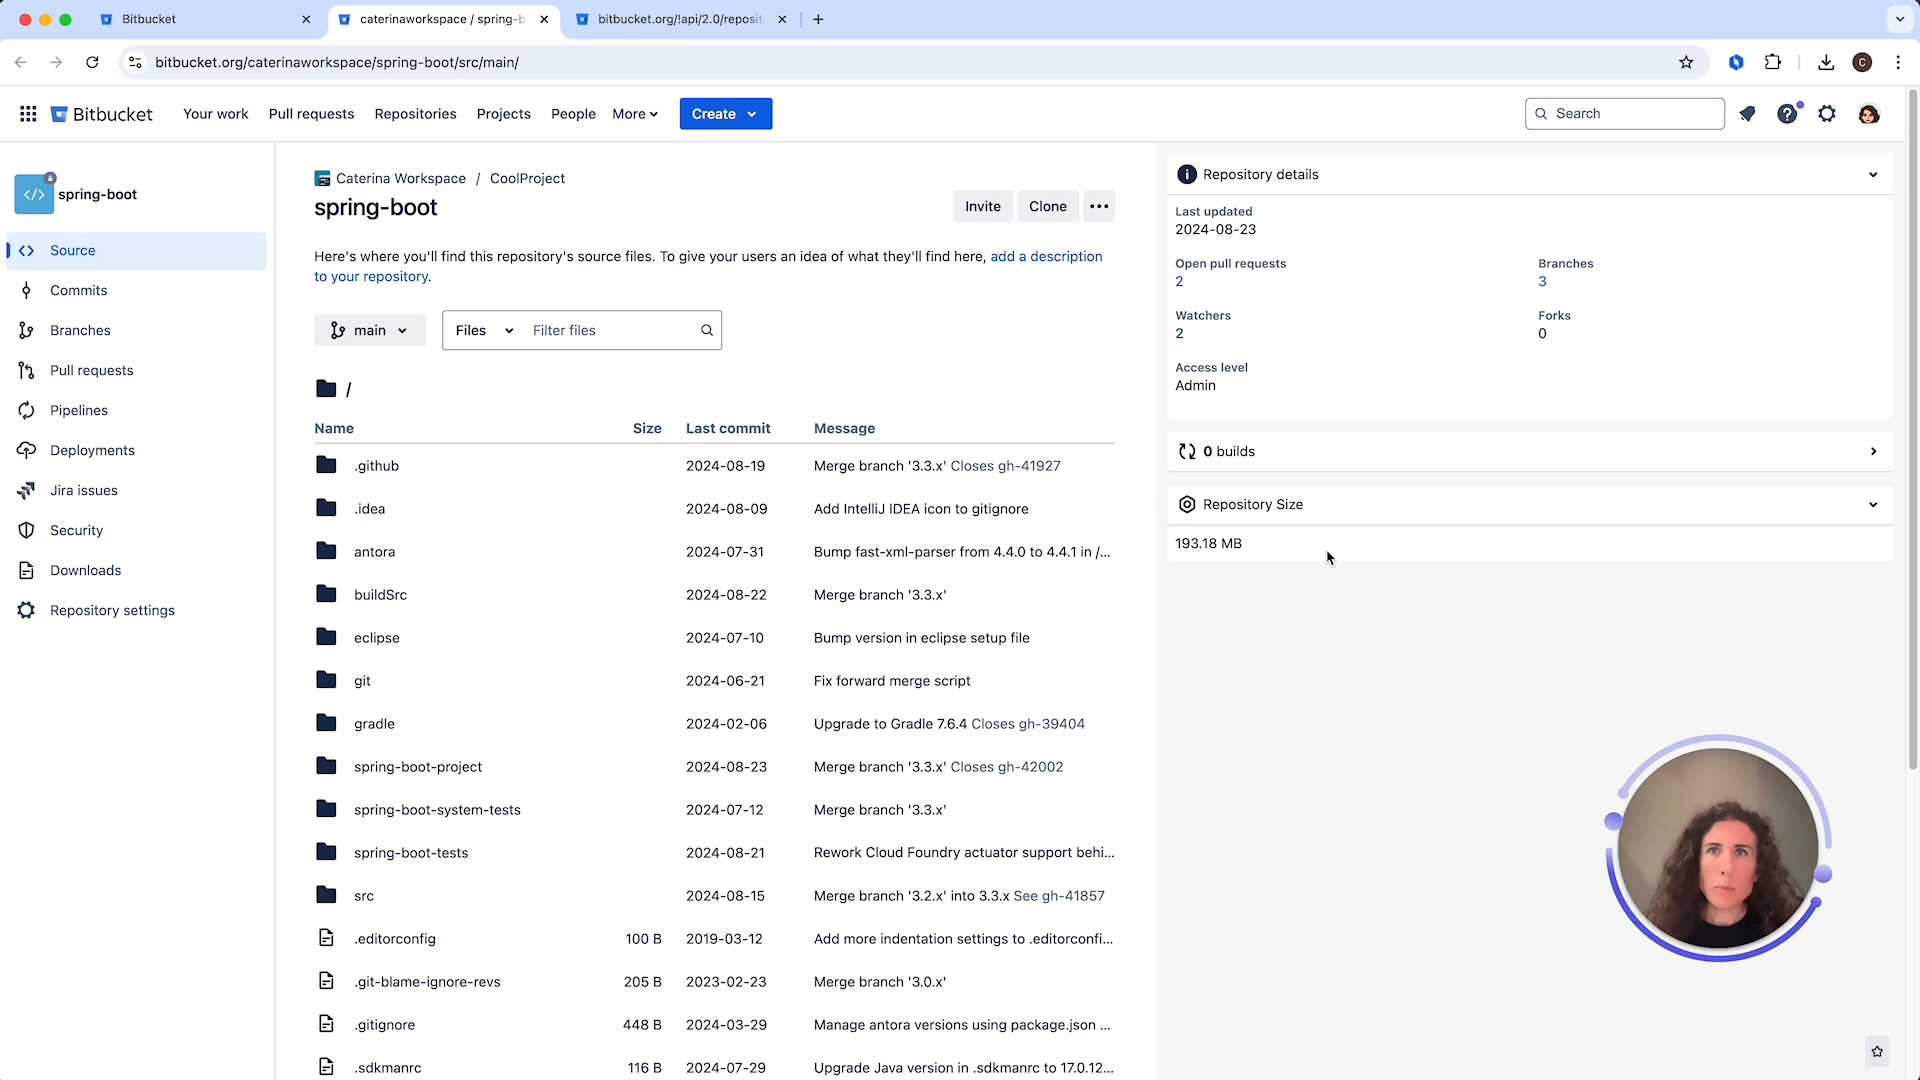 Bitbucket
caterinaworkspace / spring-b
bitbucket.org/!api/2.0/reposit
bitbucket.org/caterinaworkspace/spring-boot/src/main/
C
Bitbucket
Your work
Pull requests
Repositories
Projects
People
More
Create
Search
spring-boot
Source
Commits
Branches
Pull requests
Pipelines
Deployments
Jira issues
Security
Downloads
Repository settings
Caterina Workspace / CoolProject
spring-boot
Invite
Clone
Here's where you'll find this repository's source files. To give your users an idea of what they'll find here, add a description
to your repository.
main
Files
Filter files
/
Name Size Last commit Message
.github 2024-08-19 Merge branch '3.3.x' Closes gh-41927
.idea 2024-08-09 Add IntelliJ IDEA icon to gitignore
antora 2024-07-31 Bump fast-xml-parser from 4.4.0 to 4.4.1 in /...
buildSrc 2024-08-22 Merge branch '3.3.x'
eclipse 2024-07-10 Bump version in eclipse setup file
git 2024-06-21 Fix forward merge script
gradle 2024-02-06 Upgrade to Gradle 7.6.4 Closes gh-39404
spring-boot-project 2024-08-23 Merge branch '3.3.x' Closes gh-42002
spring-boot-system-tests 2024-07-12 Merge branch '3.3.x'
spring-boot-tests 2024-08-21 Rework Cloud Foundry actuator support behi...
src 2024-08-15 Merge branch '3.2.x' into 3.3.x See gh-41857
.editorconfig 100 B 2019-03-12 Add more indentation settings to .editorconfi...
.git-blame-ignore-revs 205 B 2023-02-23 Merge branch '3.0.x'
.gitignore 448 B 2024-03-29 Manage antora versions using package.json ...
.sdkmanrc 116 B 2024-07-29 Upgrade Java version in .sdkmanrc to 17.0.12...
Repository details
Last updated
2024-08-23
Open pull requests
2
Branches
3
Watchers
2
Forks
0
Access level
Admin
0 builds
Repository Size
193.18 MB